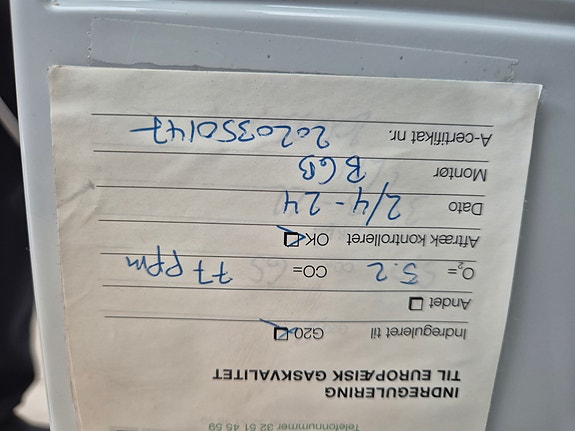 Telefonnummer 32 51 45 59
INDREGULERING
TIL EUROPÆISK GASKVALITET
Indreguleret til G20 ☑
Andet ☐
O₂= 5.2 CO= 77 ppm
Aftræk kontrolleret OK ☑
Dato 2/4-24
Montør BGB
A-certifikat nr. 2020350147